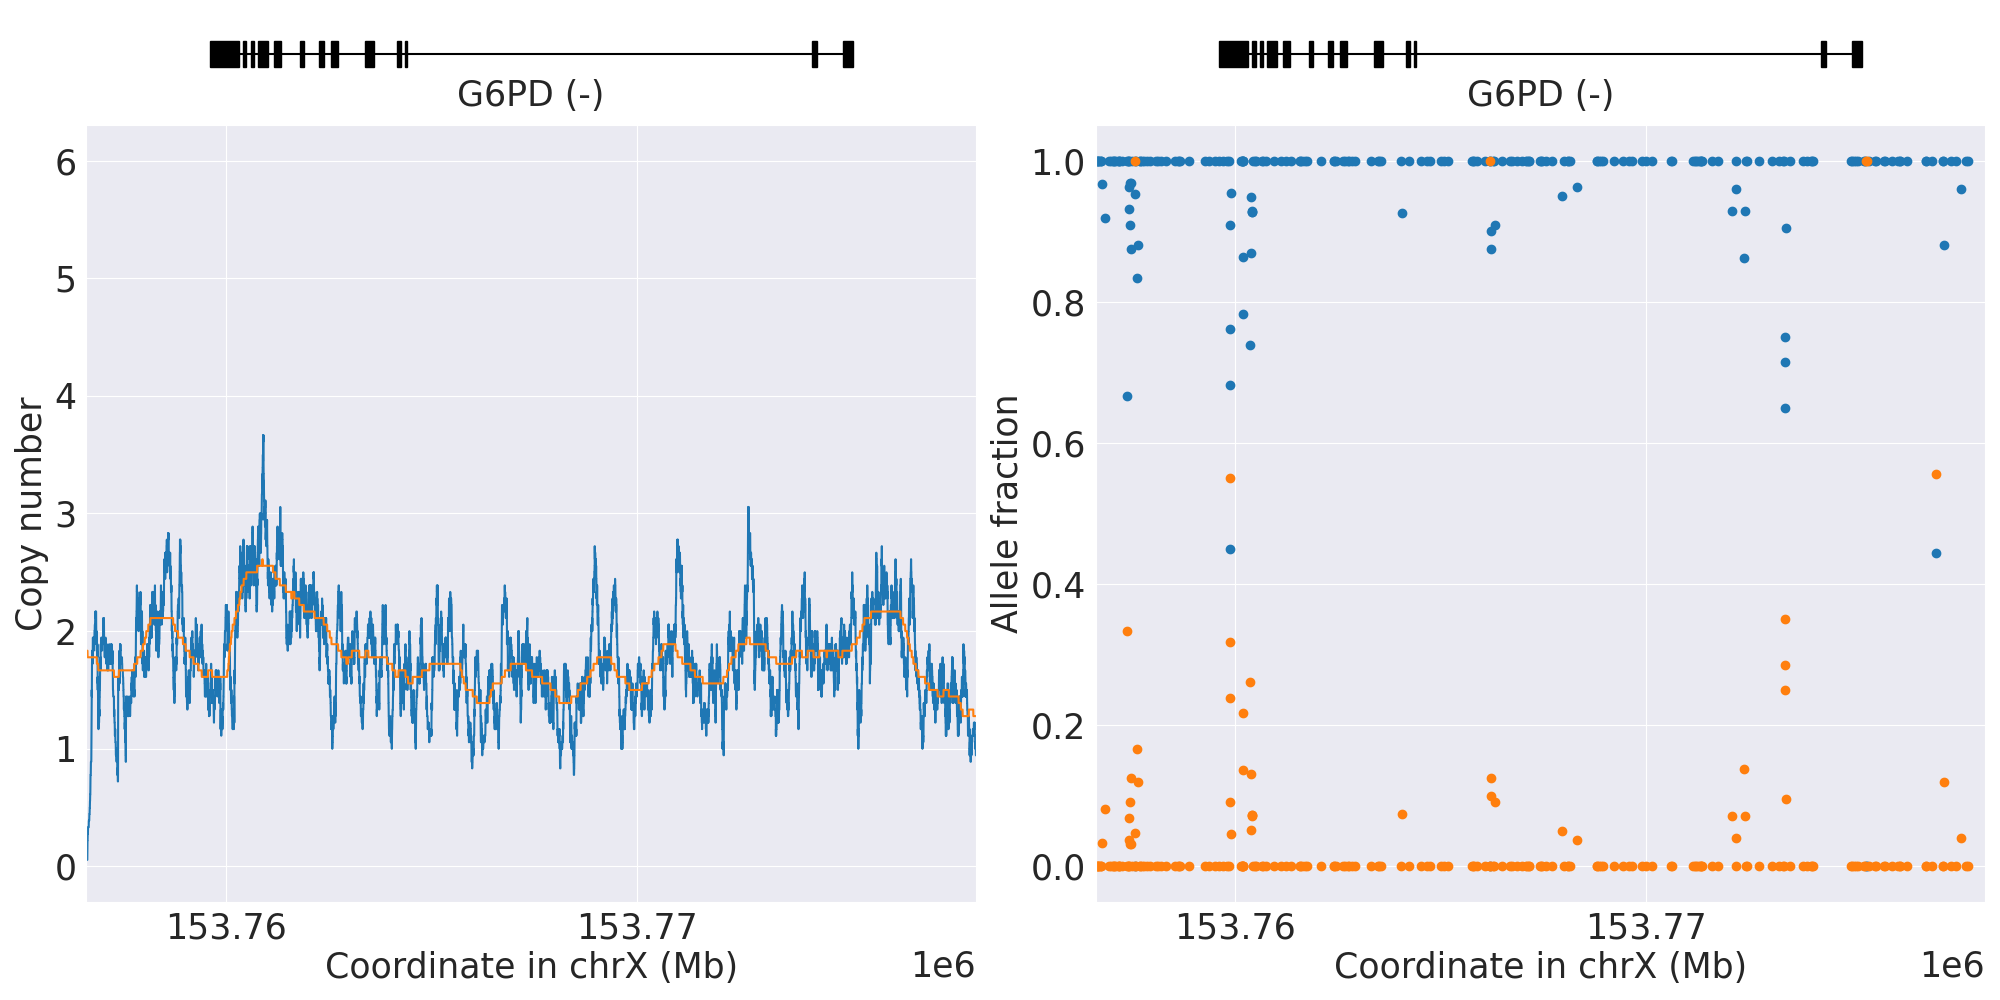 G6PD (-)
6
5
4
3
2
1
0
Copy number
153.76
153.77
Coordinate in chrX (Mb)
1e6
G6PD (-)
1.0
0.8
0.6
0.4
0.2
0.0
Allele fraction
153.76
153.77
Coordinate in chrX (Mb)
1e6